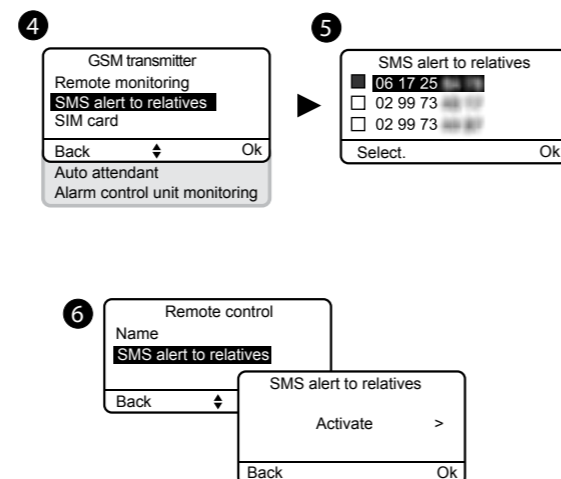 4
GSM transmitter
Remote monitoring
SMS alert to relatives
SIM card
Back Ok
Auto attendant
Alarm control unit monitoring
5
SMS alert to relatives
06 17 25
02 99 73
02 99 73
Select. Ok
6
Remote control
Name
SMS alert to relatives
Back
SMS alert to relatives
Activate >
Back Ok